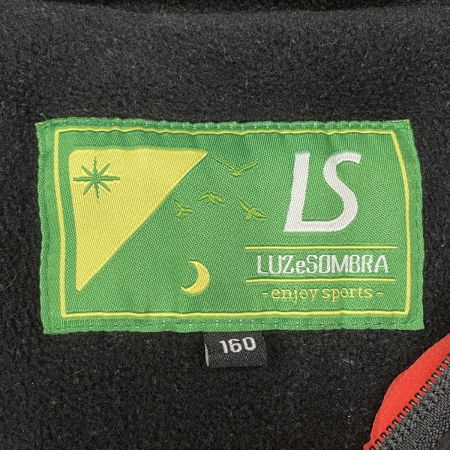 LS
LUZeSOMBRA
-enjoy sports-
160